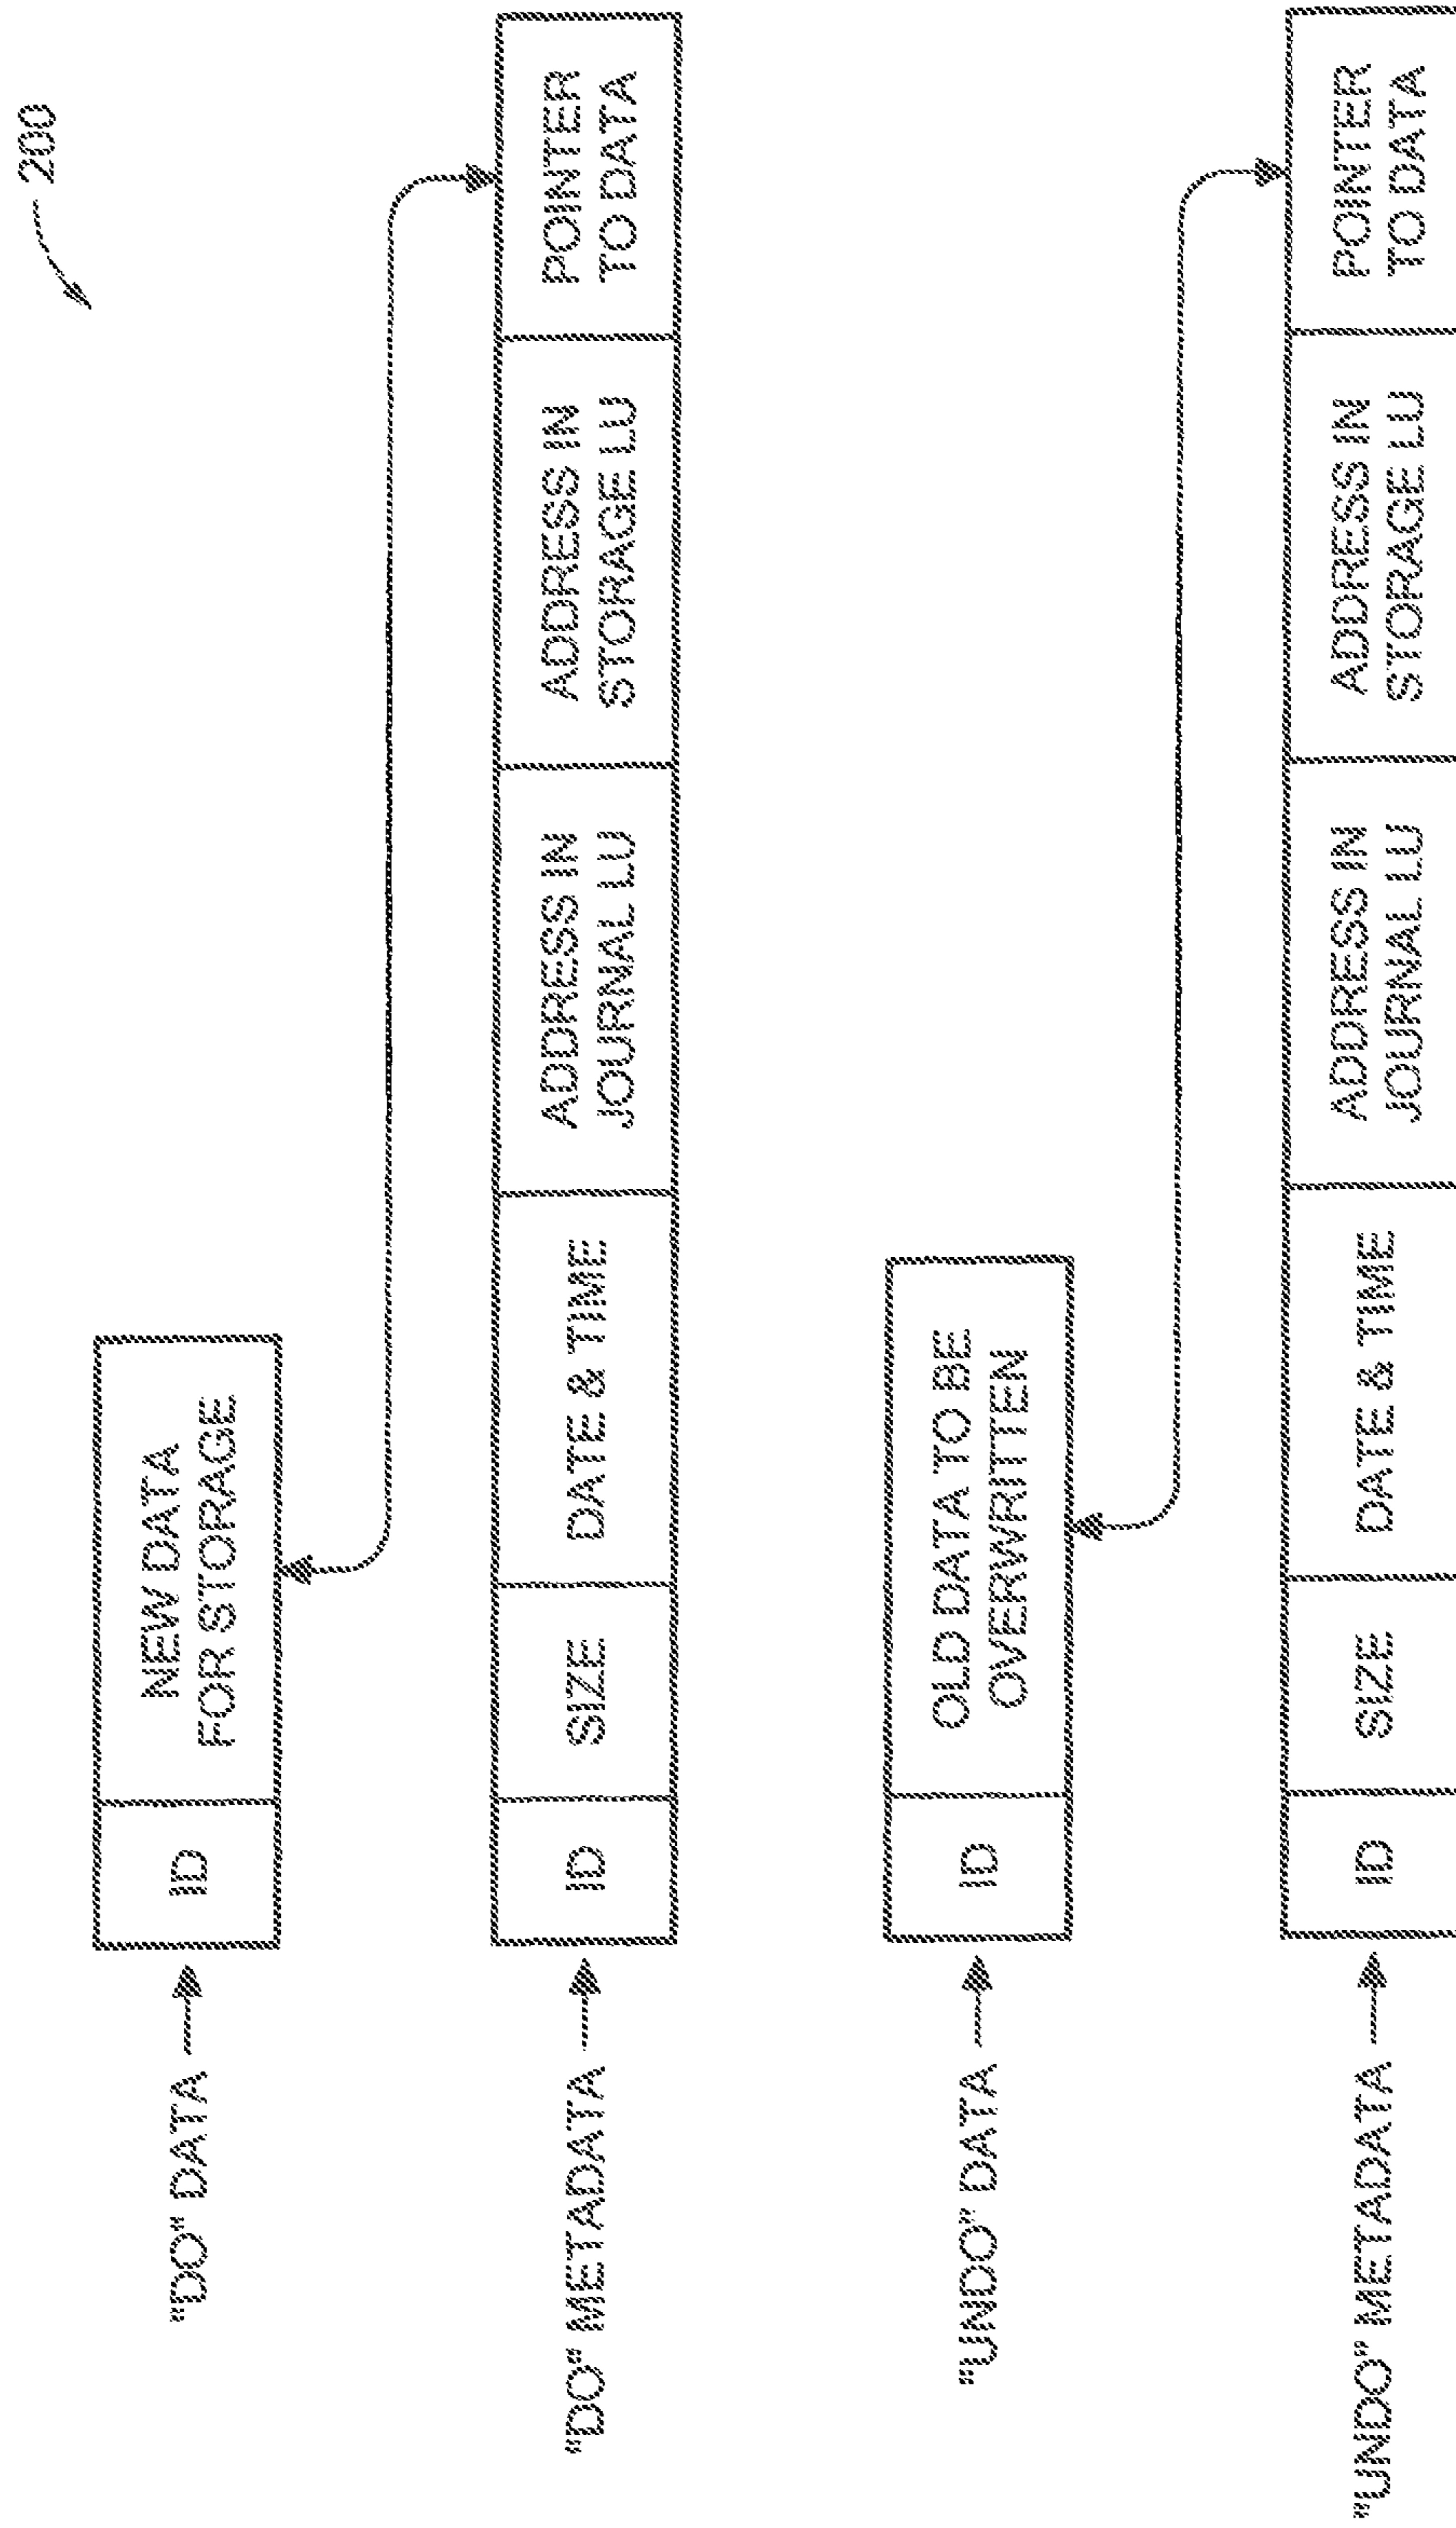 200
"DO" DATA
ID
NEW DATA
FOR STORAGE
"DO" METADATA
ID
SIZE
DATE & TIME
ADDRESS IN
JOURNAL LU
ADDRESS IN
STORAGE LU
POINTER
TO DATA
"UNDO" DATA
ID
OLD DATA TO BE
OVERWRITTEN
"UNDO" METADATA
ID
SIZE
DATE & TIME
ADDRESS IN
JOURNAL LU
ADDRESS IN
STORAGE LU
POINTER
TO DATA